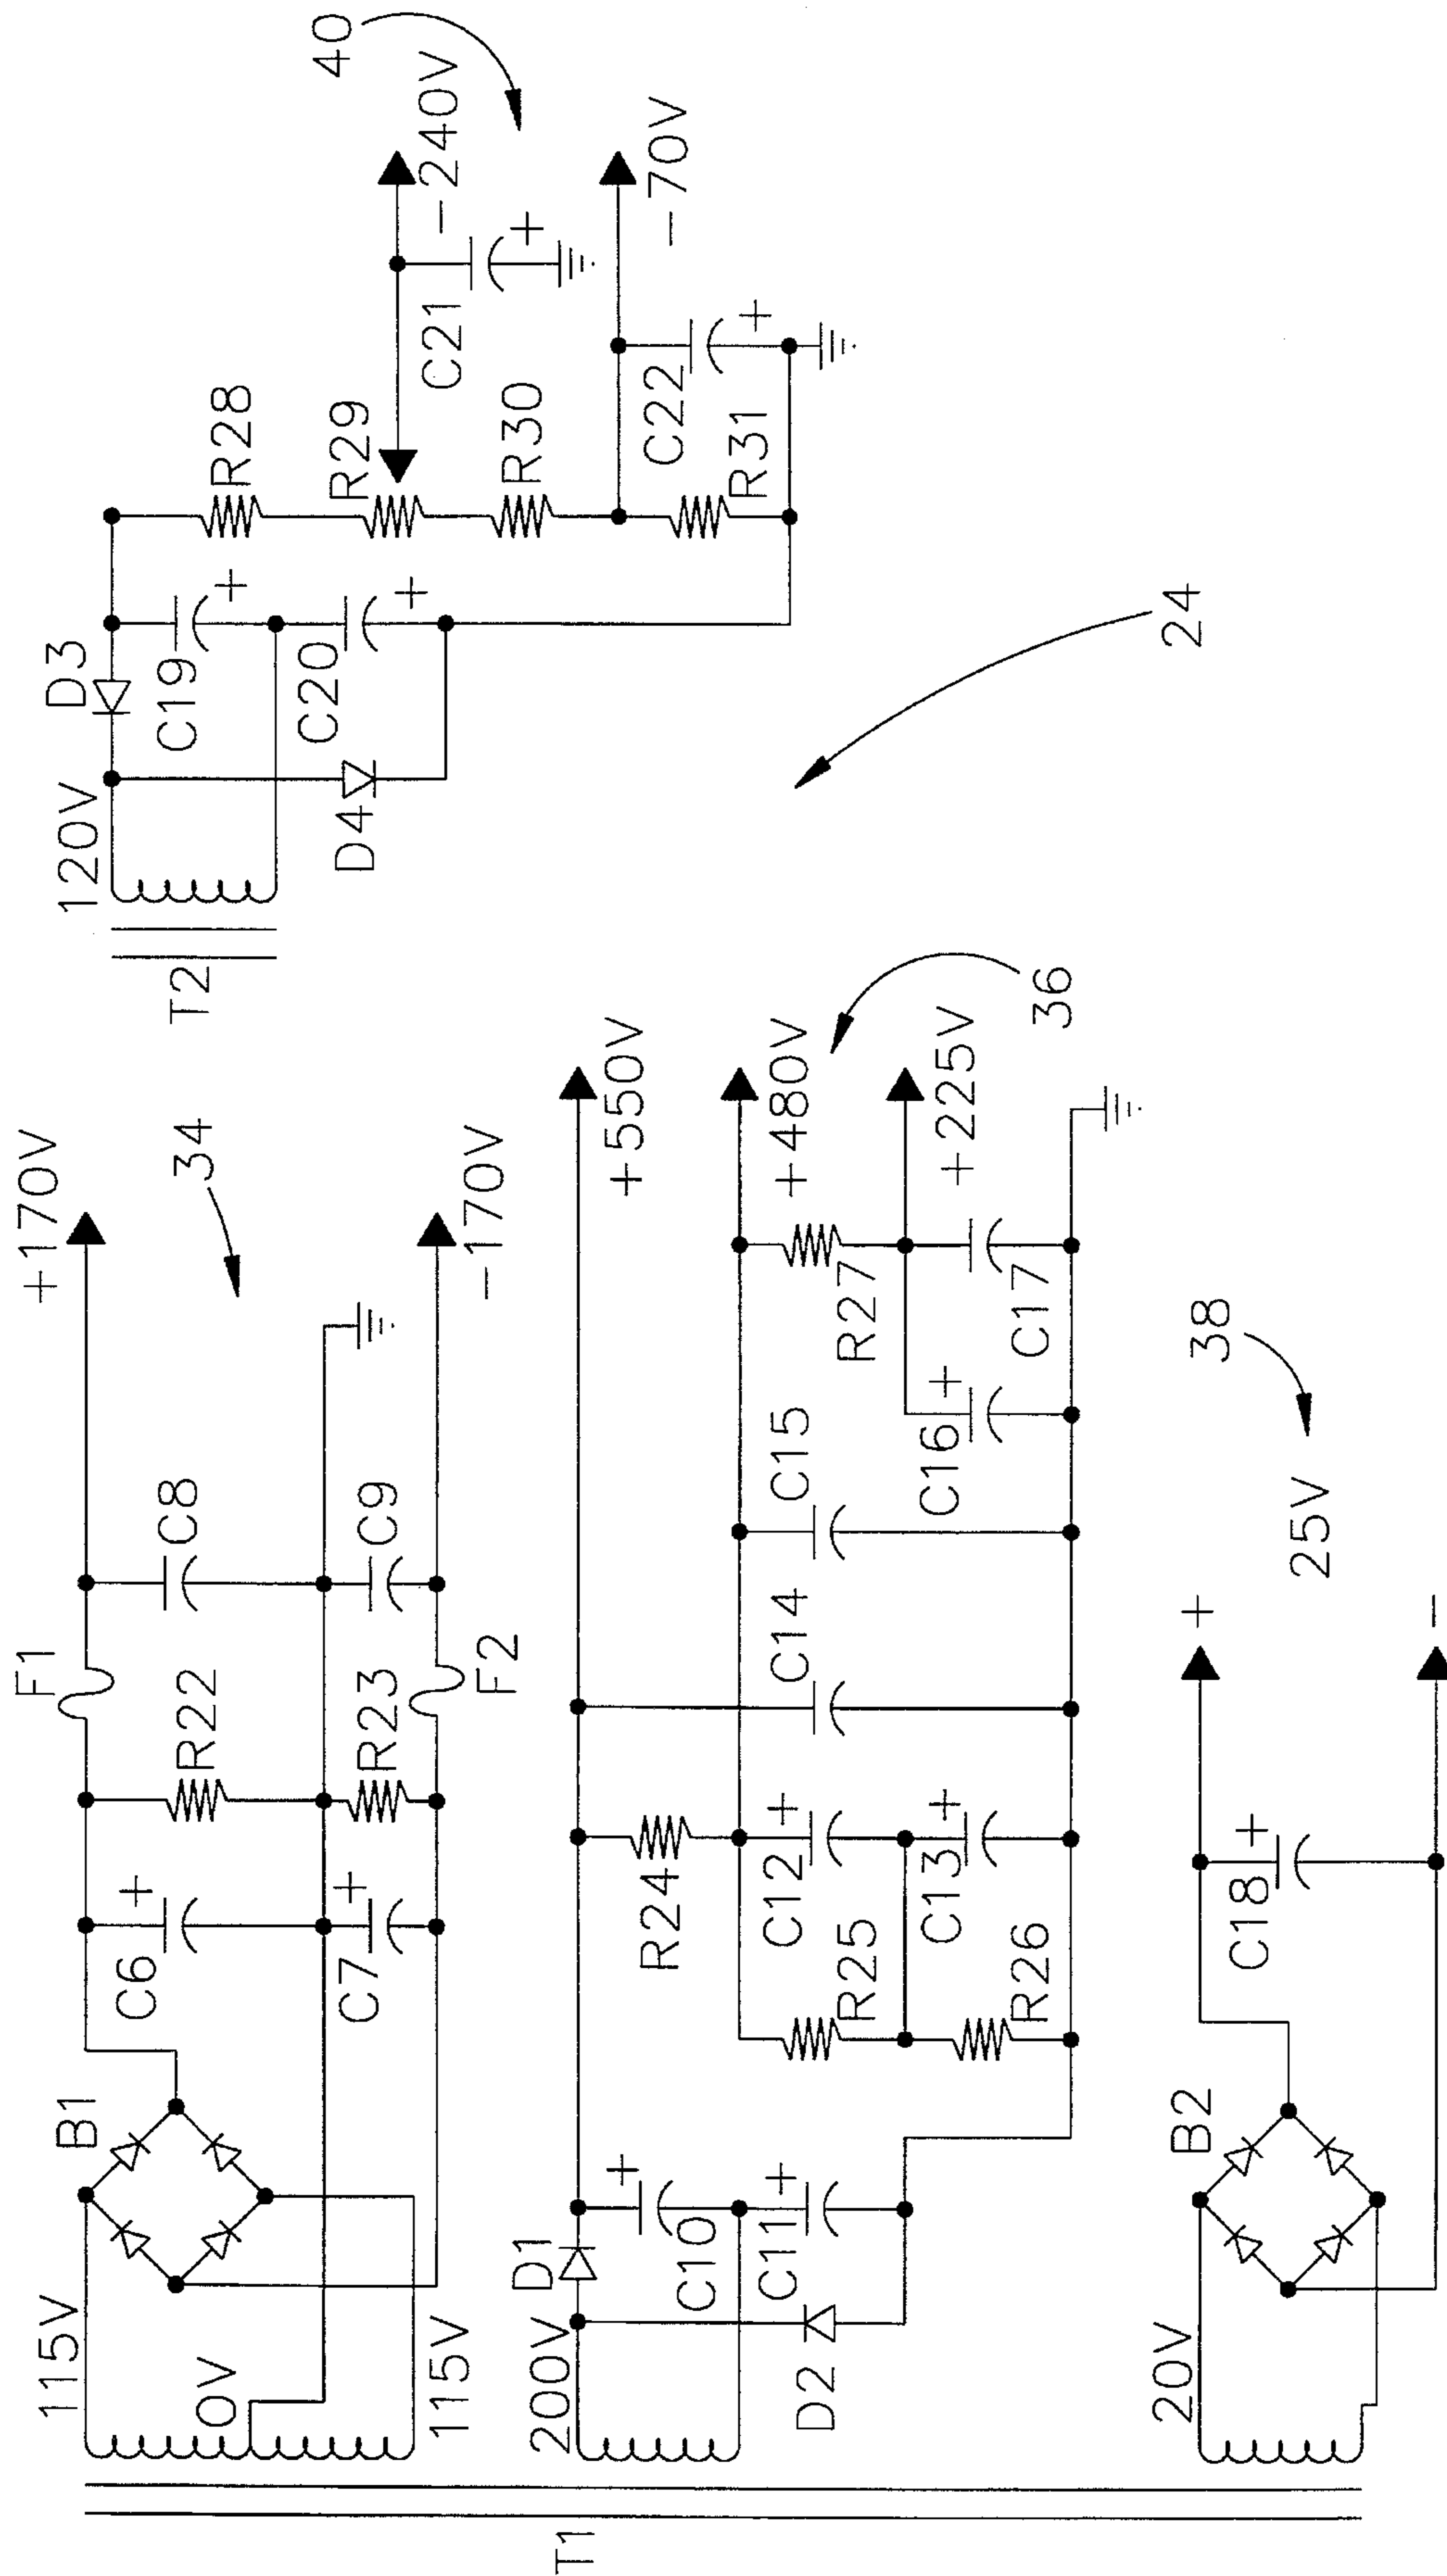 T1
115V
0V
115V
B1
C6
+
C7
+
R22
R23
F1
F2
C8
C9
+170V
-170V
34
200V
D1
D2
C10
+
C11
+
R24
R25
R26
C12
+
C13
+
C14
C15
C16
+
R27
C17
+550V
+480V
+225V
36
20V
B2
C18
+
+
-
25V
38
T2
120V
D3
D4
C19
+
C20
+
R28
R29
R30
R31
C21
+
C22
+
-240V
-70V
40
24